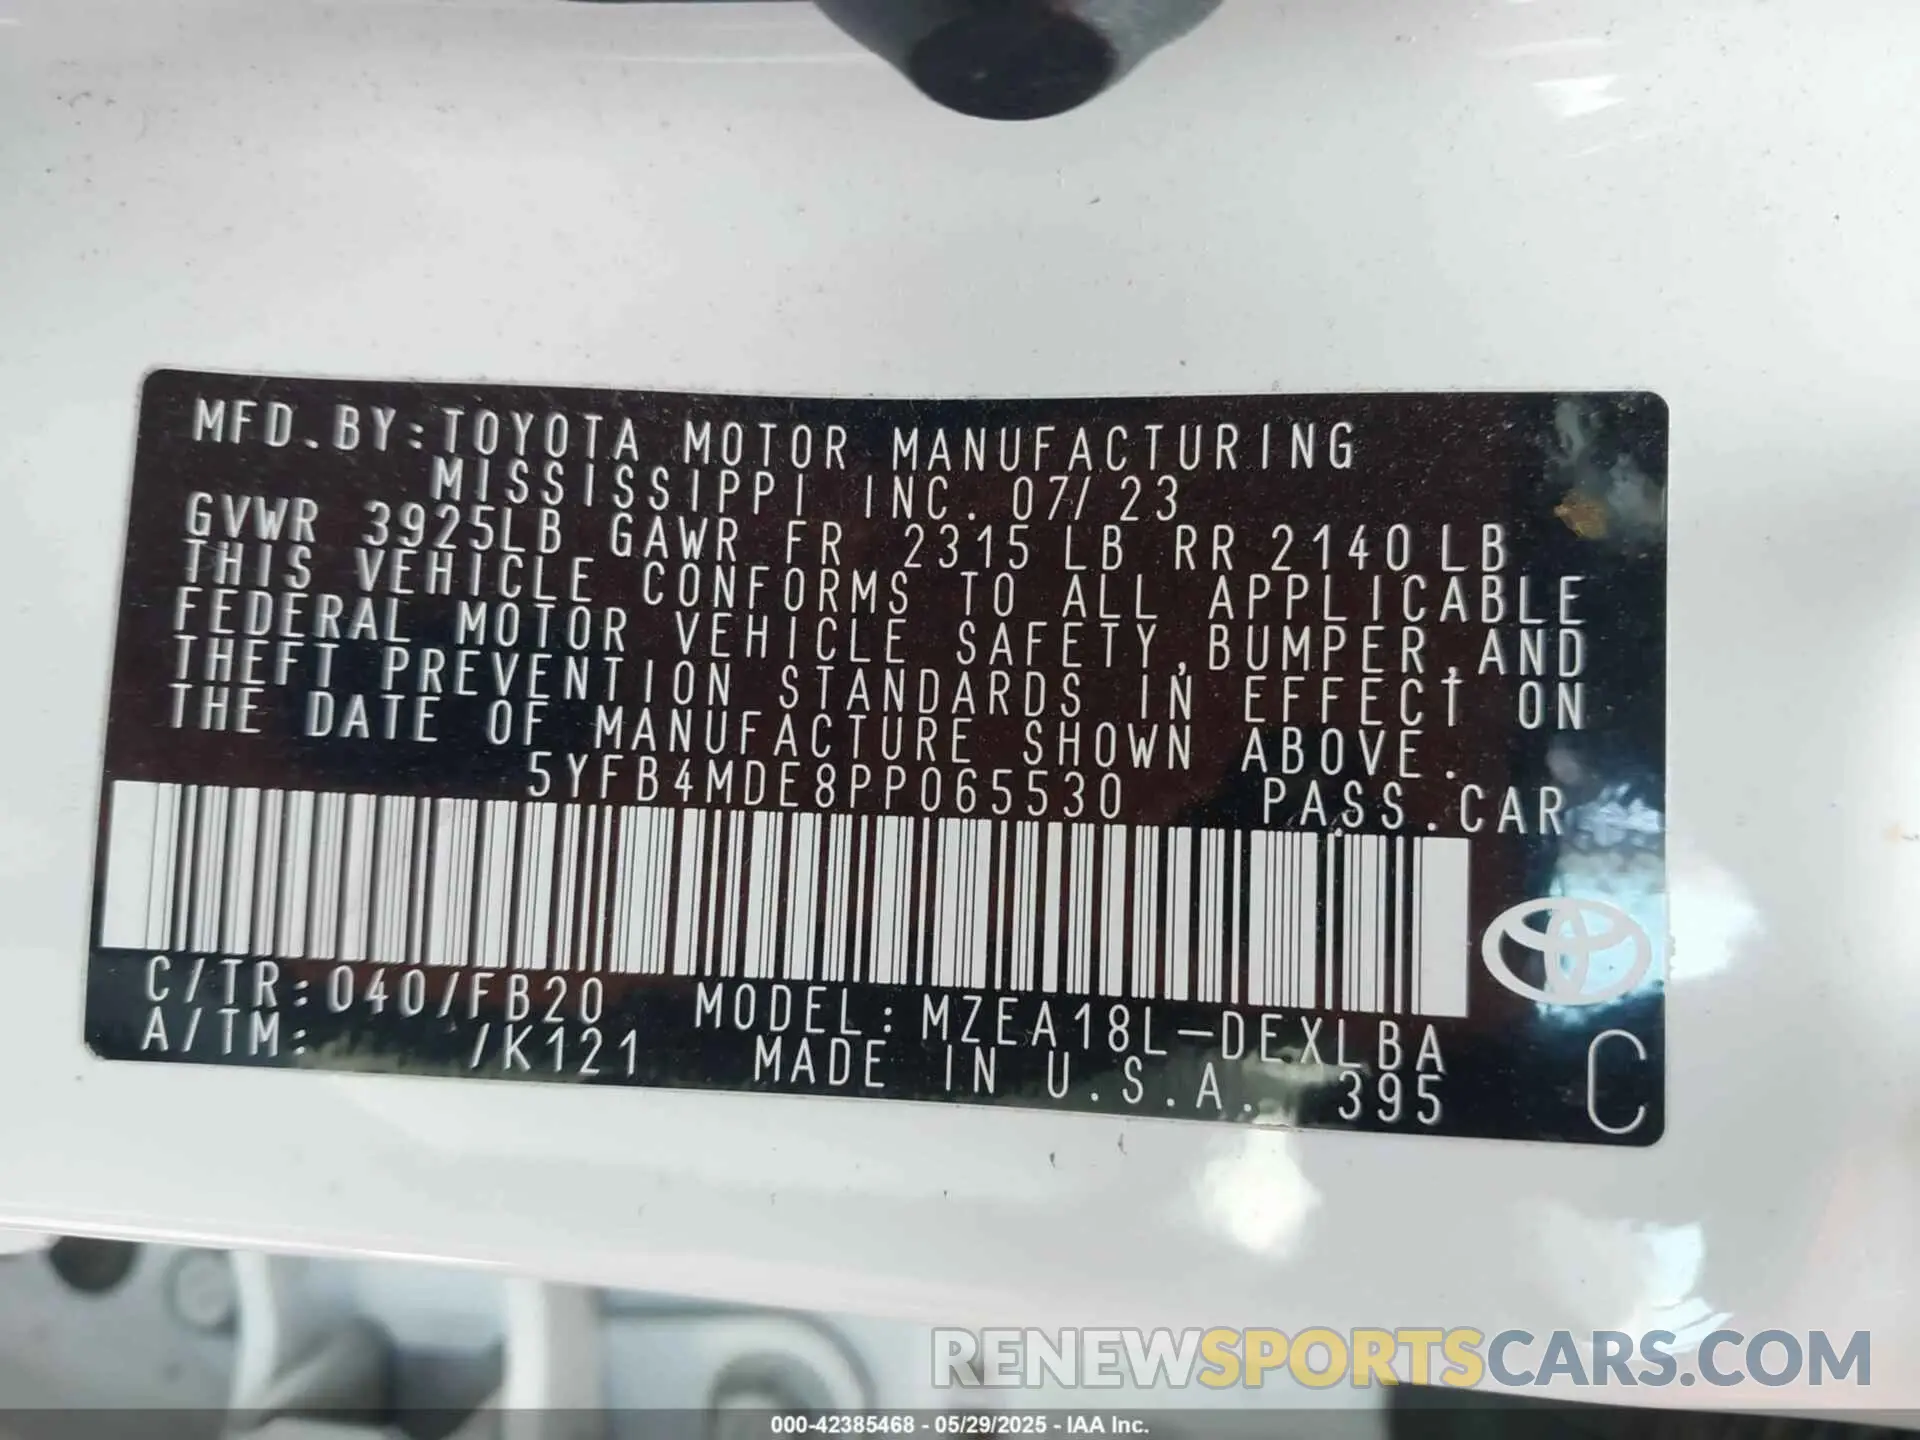 MFD.BY:TOYOTA MOTOR MANUFACTURING
MISSISSIPPI INC. 07/23
GVWR 3925LB GAWR FR 2315 LB RR 2140 LB
THIS VEHICLE CONFORMS TO ALL APPLICABLE
FEDERAL MOTOR VEHICLE SAFETY, BUMPER, AND
THEFT PREVENTION STANDARDS IN EFFECT ON
THE DATE OF MANUFACTURE SHOWN ABOVE.
5YFB4MDE8PP065530 PASS.CAR
C/TR:040/FB20 MODEL:MZEA18L-DEXLBA
A/TM: /K121 MADE IN U.S.A. 395
C
RENEWSPORTSCARS.COM
000-42385468 - 05/29/2025 - IAA Inc.